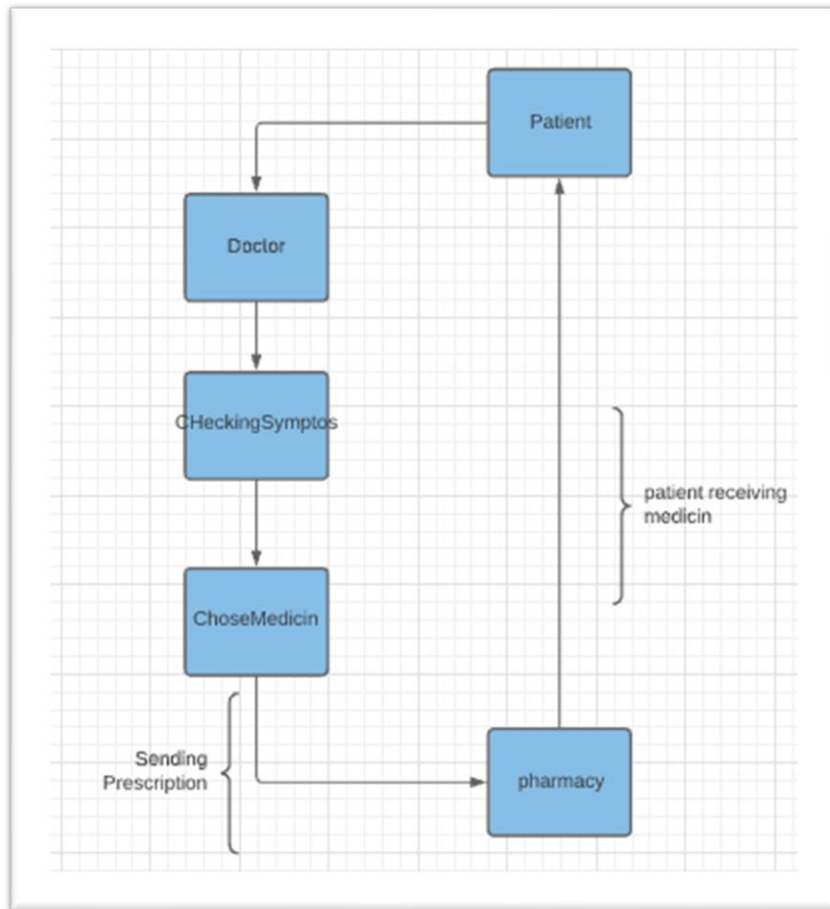 Patient
Doctor
CHeckingSymptos
patient receiving
medicin
ChoseMedicin
Sending
Prescription
pharmacy